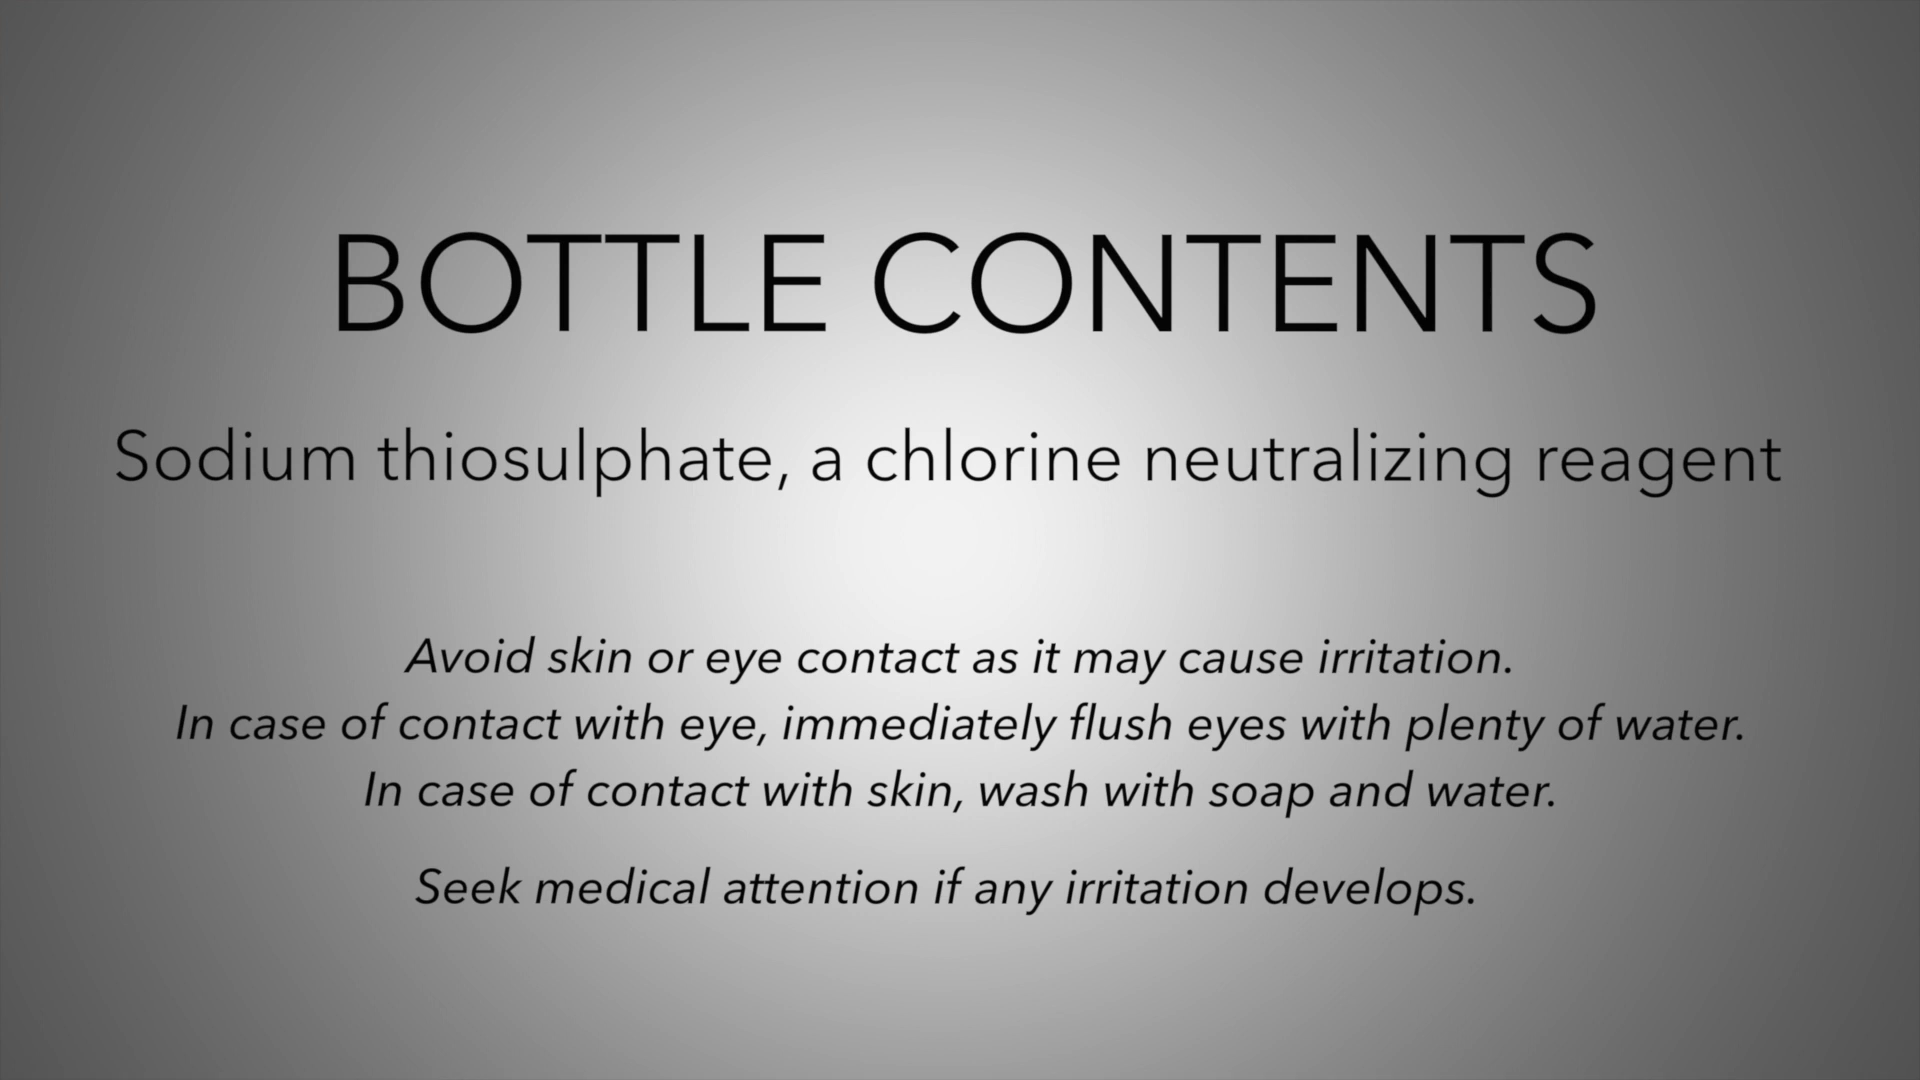 BOTTLE CONTENTS
Sodium thiosulphate, a chlorine neutralizing reagent
Avoid skin or eye contact as it may cause irritation.
In case of contact with eye, immediately flush eyes with plenty of water.
In case of contact with skin, wash with soap and water.
Seek medical attention if any irritation develops.